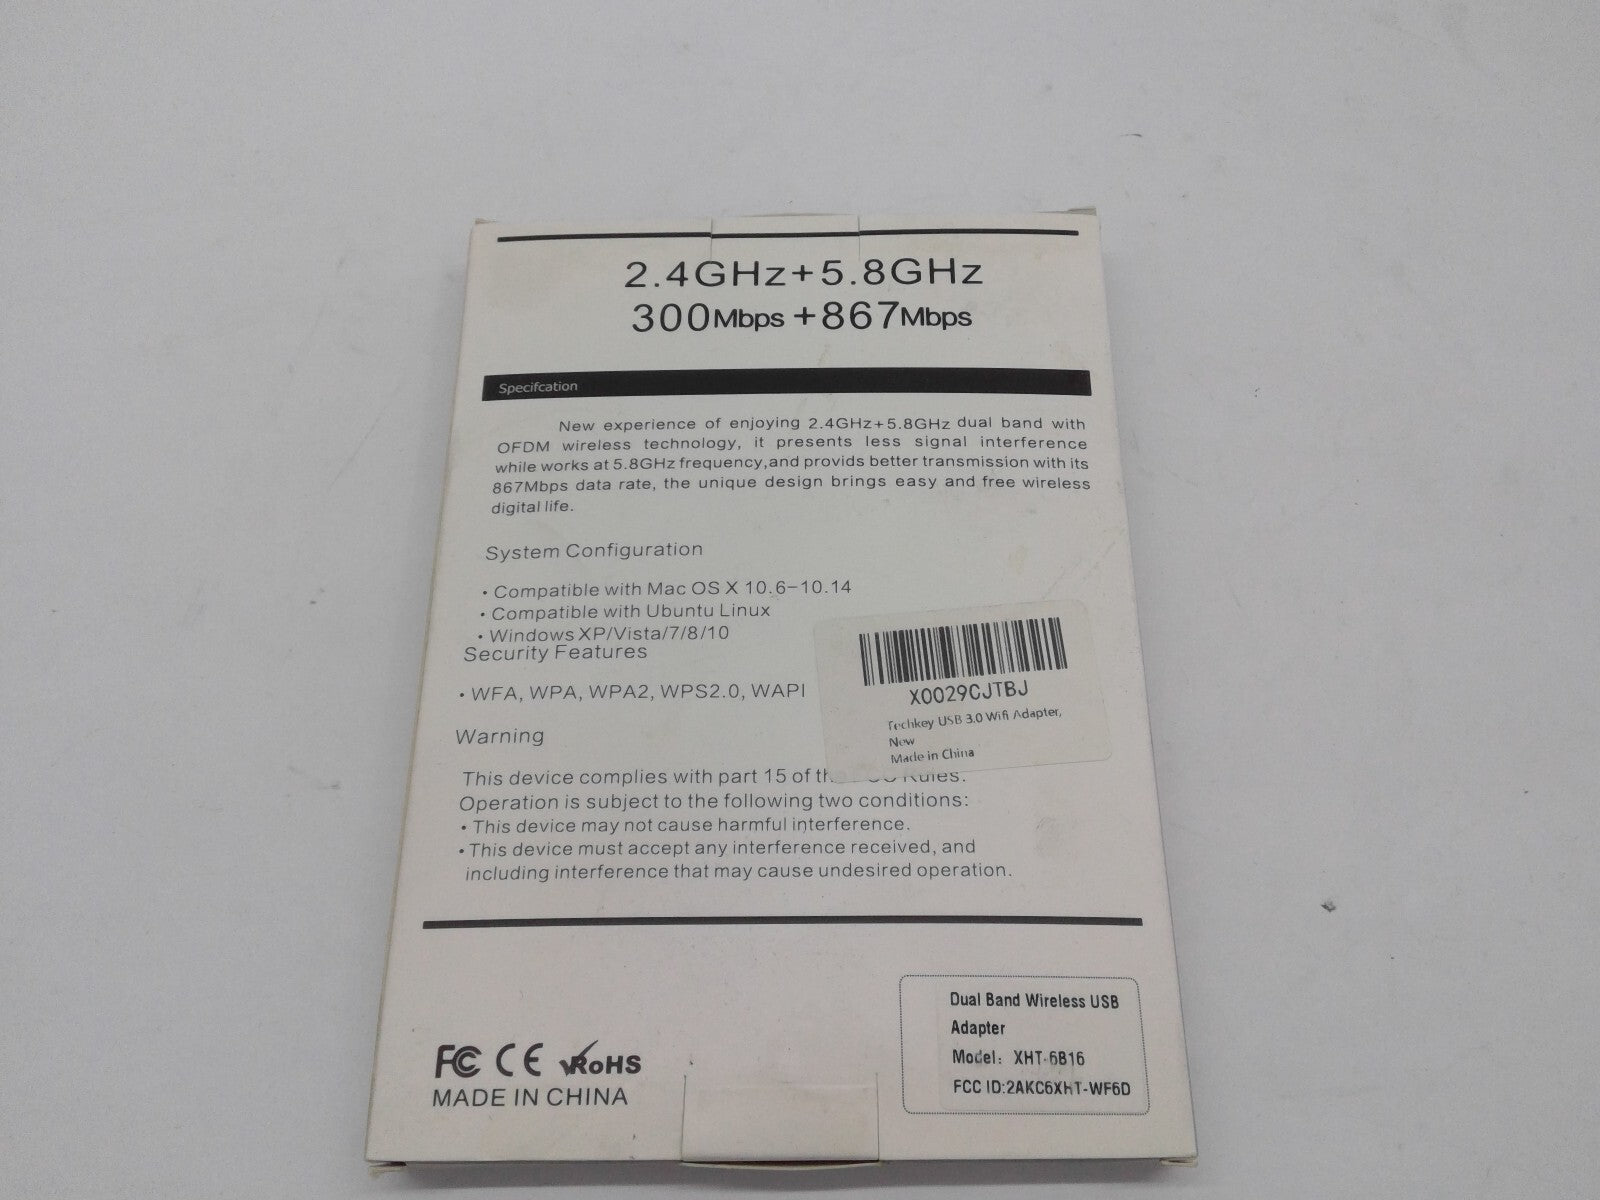 2.4GHz+5.8GHz
300Mbps+867Mbps
Specifcation
New experience of enjoying 2.4GHz+5.8GHz dual band with
OFDM wireless technology, it presents less signal interference
while works at 5.8GHz frequency,and provids better transmission with its
867Mbps data rate, the unique design brings easy and free wireless
digital life.
System Configuration
• Compatible with Mac OS X 10.6-10.14
• Compatible with Ubuntu Linux
• Windows XP/Vista/7/8/10
Security Features
• WFA, WPA, WPA2, WPS2.0, WAPI
X0029CJTBJ
Techkey USB 3.0 Wifi Adapter,
New
Made in China
Warning
This device complies with part 15 of Rules.
Operation is subject to the following two conditions:
• This device may not cause harmful interference.
• This device must accept any interference received, and
including interference that may cause undesired operation.
FC CE RoHS
MADE IN CHINA
Dual Band Wireless USB
Adapter
Model: XHT-6B16
FCC ID:2AKC6XHT-WF6D